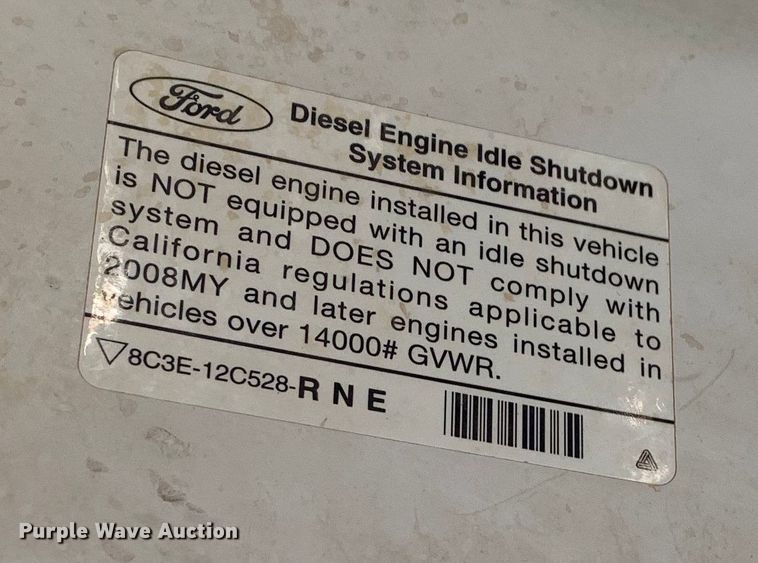 Ford
Diesel Engine Idle Shutdown
System Information
The diesel engine installed in this vehicle
is NOT equipped with an idle shutdown
system and DOES NOT comply with
California regulations applicable to
2008MY and later engines installed in
vehicles over 14000# GVWR.
8C3E-12C528-R N E
Purple Wave Auction